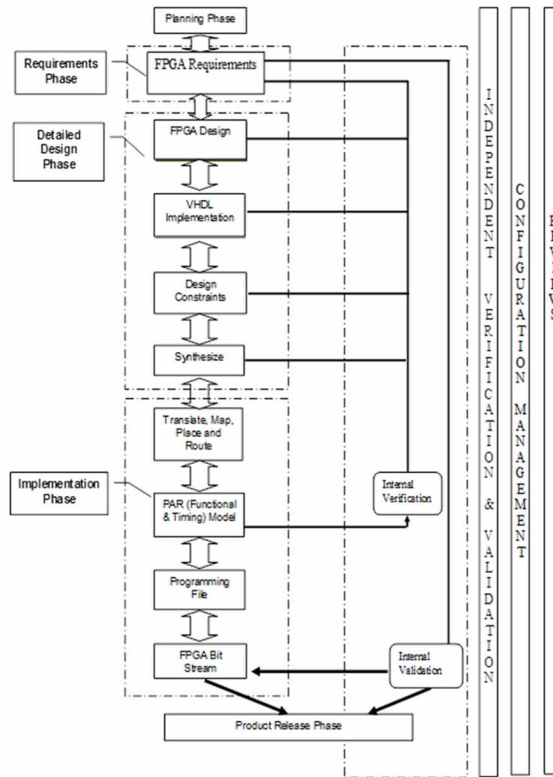 Planning Phase
Requirements
Phase
FPGA Requirements
Detailed
Design
Phase
FPGA Design
VHDL
Implementation
Design
Constraints
Synthesize
Translate, Map,
Place and
Route
Implementation
Phase
PAR (Functional
& Timing) Model
Internal
Verification
Programming
File
FPGA Bit
Stream
Internal
Validation
Product Release Phase
INDEPENDENT VERIFICATION & VALIDATION
CONFIGURATION MANAGEMENT